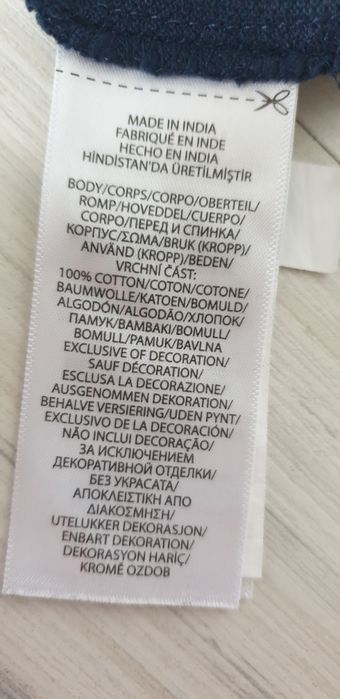 MADE IN INDIA
FABRIQUÉ EN INDE
HECHO EN INDIA
HİNDİSTAN'DA ÜRETİLMİŞTİR
BODY/CORPS/CORPO/OBERTEIL/
ROMP/HOVEDDEL/CUERPO/
CORPO/ПЕРЕД И СПИНКА/
КОРПУС/ΣΩΜΑ/BRUK (KROPP)/
ANVÄND (KROPP)/BEDEN/
VRCHNÍ ČÁST:
100% COTTON/COTON/COTONE/
BAUMWOLLE/KATOEN/BOMULD/
ALGODÓN/ALGODÃO/ХЛОПОК/
ПАМУК/ΒΑΜΒΑΚΙ/BOMULL/
BOMULL/PAMUK/BAVLNA
EXCLUSIVE OF DECORATION/
SAUF DÉCORATION/
ESCLUSA LA DECORAZIONE/
AUSGENOMMEN DEKORATION/
BEHALVE VERSIERING/UDEN PYNT/
EXCLUSIVO DE LA DECORACIÓN/
NÃO INCLUI DECORAÇÃO/
ЗА ИСКЛЮЧЕНИЕМ
ДЕКОРАТИВНОЙ ОТДЕЛКИ/
БЕЗ УКРАСАТА/
ΑΠΟΚΛΕΙΣΤΙΚΗ ΑΠΟ
ΔΙΑΚΟΣΜΗΣΗ/
UTELUKKER DEKORASJON/
ENBART DEKORATION/
DEKORASYON HARİÇ/
KROMĚ OZDOB